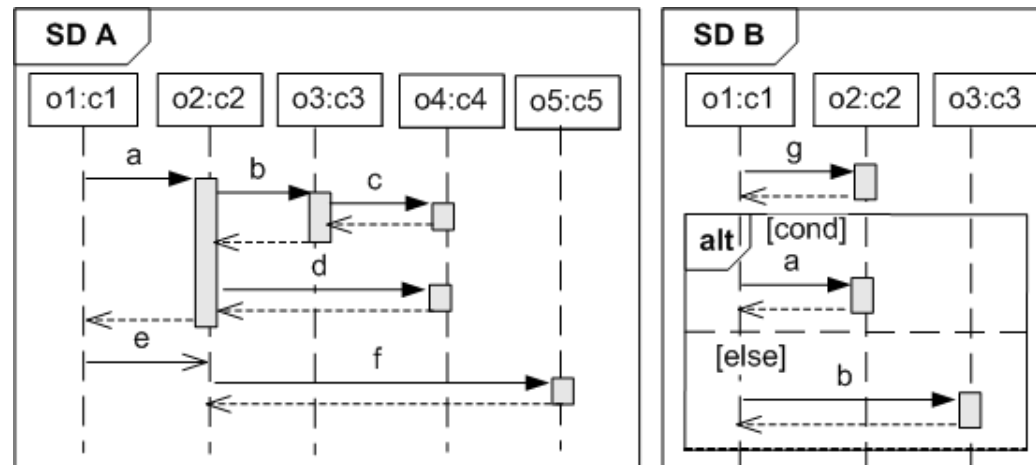 SD A
o1:c1 o2:c2 o3:c3 o4:c4 o5:c5
a
b
c
d
e
f
SD B
o1:c1 o2:c2 o3:c3
g
alt [cond]
a
[else]
b